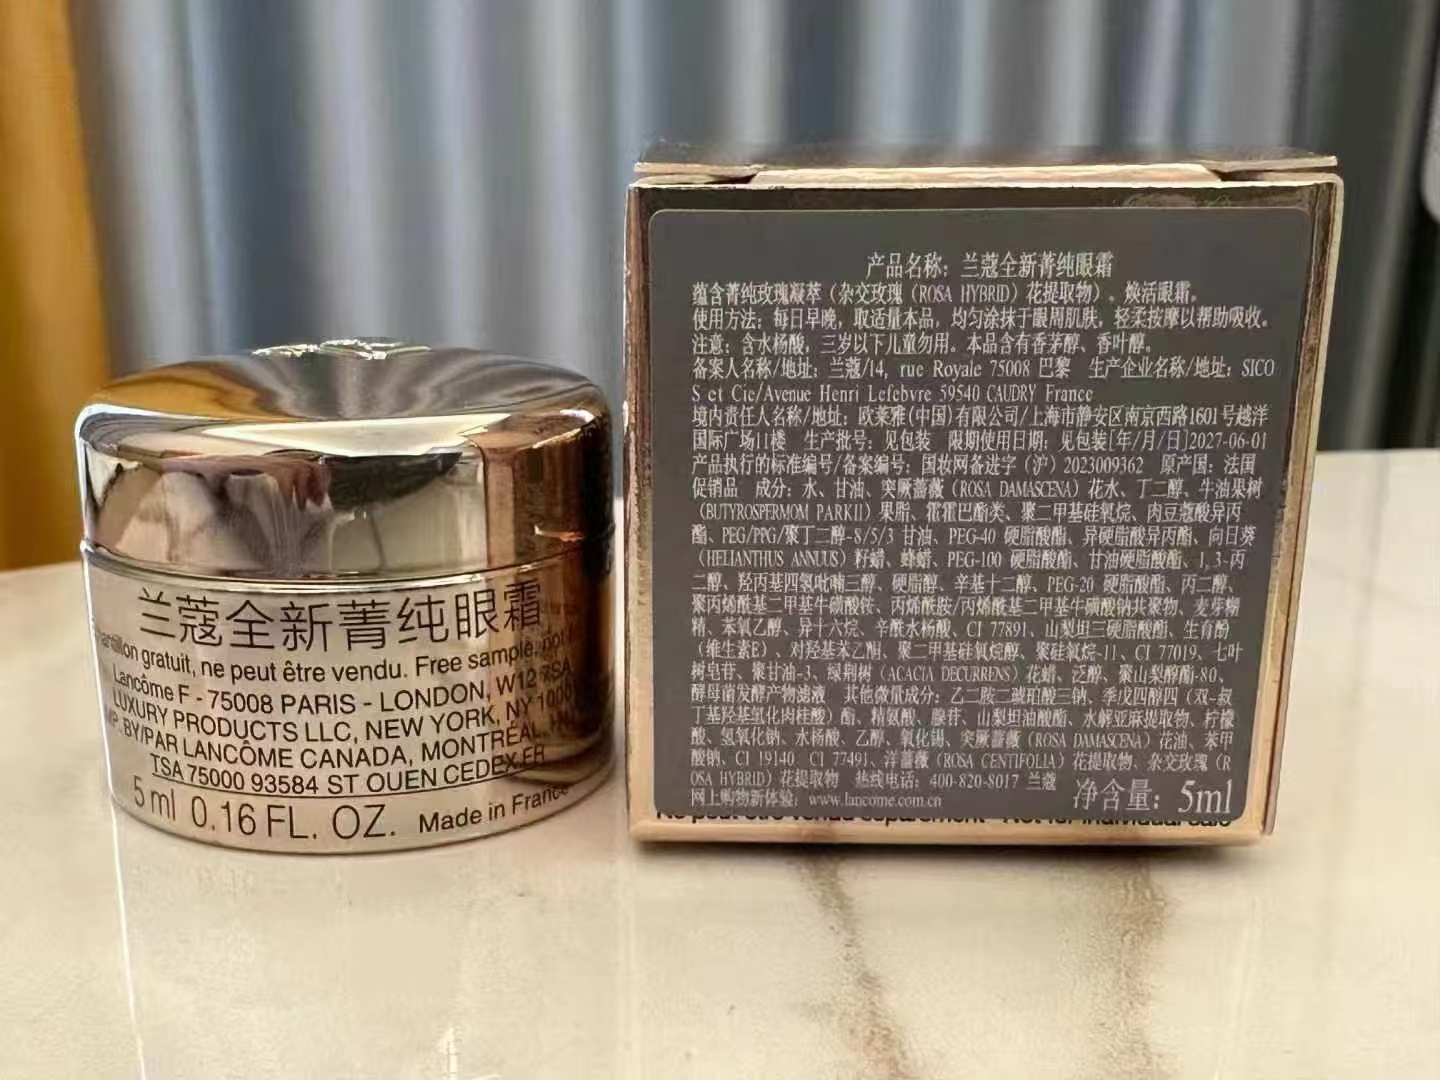 兰蔻全新菁纯眼霜
gratuit, ne peut être vendu. Free sample, not
Lancôme F - 75008 PARIS - LONDON, W12 7SA,
LUXURY PRODUCTS LLC, NEW YORK, NY 1000
BY/PAR LANCÔME CANADA, MONTRÉAL,
TSA 75000 93584 ST OUEN CEDEX.FR
5 ml 0.16 FL. OZ. Made in France
产品名称：兰蔻全新菁纯眼霜
蕴含菁纯玫瑰凝萃（杂交玫瑰（ROSA HYBRID）花提取物）。焕活眼霜。
使用方法：每日早晚，取适量本品，均匀涂抹于眼周肌肤，轻柔按摩以帮助吸收。
注意：含水杨酸，三岁以下儿童勿用。本品含有香茅醇、香叶醇。
备案人名称/地址：兰蔻/14, rue Royale 75008 巴黎 生产企业名称/地址：SICO
S et Cie/Avenue Henri Lefebvre 59540 CAUDRY France
境内责任人名称/地址：欧莱雅(中国)有限公司/上海市静安区南京西路1601号越洋
国际广场11楼 生产批号：见包装 限期使用日期：见包装[年/月/日]2027-06-01
产品执行的标准编号/备案编号：国妆网备进字（沪）2023009362 原产国：法国
促销品 成分：水、甘油、突厥蔷薇（ROSA DAMASCENA）花水、丁二醇、牛油果树
（BUTYROSPERMOM PARKII）果脂、霍霍巴酯类、聚二甲基硅氧烷、肉豆蔻酸异丙
酯、PEG/PPG/聚丁二醇-8/5/3 甘油、PEG-40 硬脂酸酯、异硬脂酸异丙酯、向日葵
（HELIANTHUS ANNUUS）籽蜡、蜂蜡、PEG-100 硬脂酸酯、甘油硬脂酸酯、1,3-丙
二醇、羟丙基四氢吡喃三醇、硬脂醇、辛基十二醇、PEG-20 硬脂酸酯、丙二醇、
聚丙烯酰基二甲基牛磺酸铵、丙烯酰胺/丙烯酰基二甲基牛磺酸钠共聚物、麦芽糊
精、苯氧乙醇、异十六烷、辛酰水杨酸、CI 77891、山梨坦三硬脂酸酯、生育酚
（维生素E）、对羟基苯乙酮、聚二甲基硅氧烷醇、聚硅氧烷-11、CI 77019、七叶
树皂苷、聚甘油-3、绿荆树（ACACIA DECURRENS）花蜡、泛醇、聚山梨醇酯-80、
酵母菌发酵产物滤液 其他微量成分：乙二胺二琥珀酸三钠、季戊四醇四（双-叔
丁基羟基氢化肉桂酸）酯、精氨酸、腺苷、山梨坦油酸酯、水解亚麻提取物、柠檬
酸、氢氧化钠、水杨酸、乙醇、氧化锡、突厥蔷薇（ROSA DAMASCENA）花油、苯甲
酸钠、CI 19140 CI 77491、洋蔷薇（ROSA CENTIFOLIA）花提取物、杂交玫瑰（R
OSA HYBRID）花提取物 热线电话：400-820-8017 兰蔻
网上购物新体验：www.lancome.com.cn 净含量：5ml